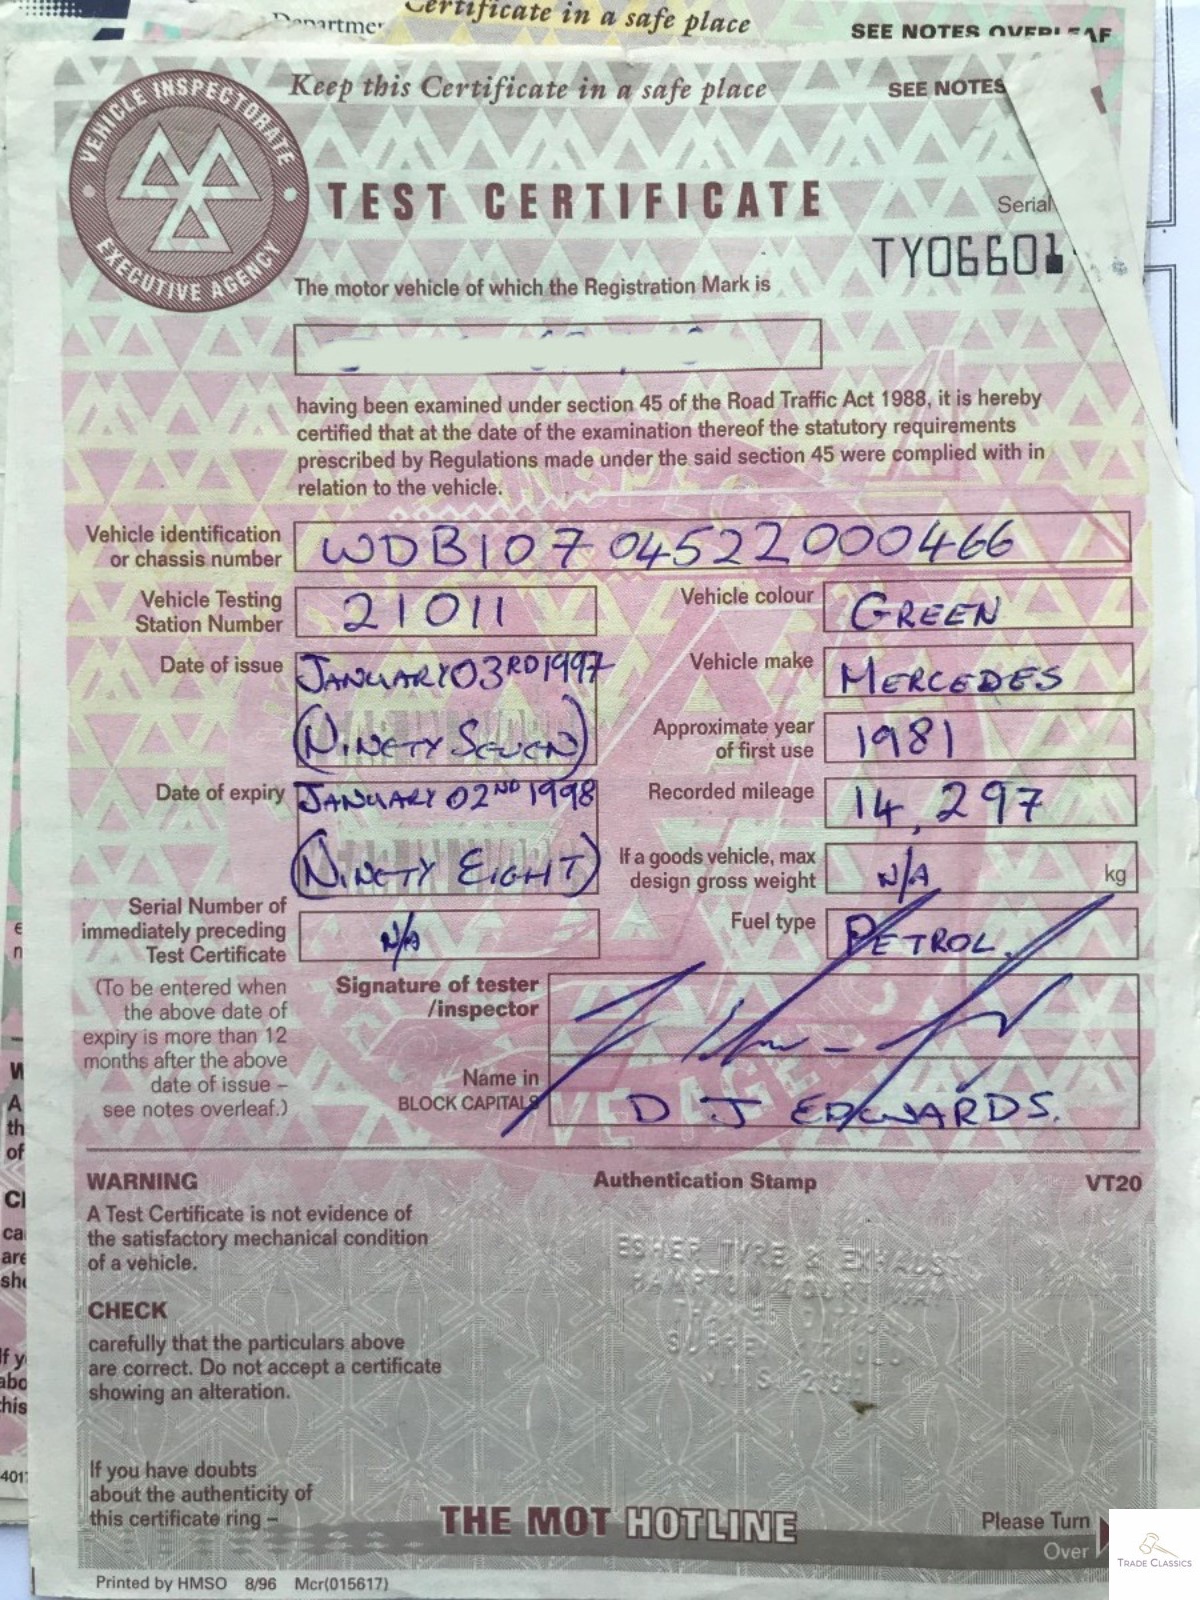 Departmen
Certificate in a safe place
SEE NOTES OVERLEAF
VEHICLE INSPECTORATE
EXECUTIVE AGENCY
Keep this Certificate in a safe place
SEE NOTES
TEST CERTIFICATE
Serial
TY06601
The motor vehicle of which the Registration Mark is
having been examined under section 45 of the Road Traffic Act 1988, it is hereby
certified that at the date of the examination thereof the statutory requirements
prescribed by Regulations made under the said section 45 were complied with in
relation to the vehicle.
Vehicle identification
or chassis number
WDB107 04522000466
Vehicle Testing
Station Number
21011
Vehicle colour
GREEN
Date of issue
JANUARY 03RD 1997
(NINETY SEVEN)
Vehicle make
MERCEDES
Approximate year
of first use
1981
Date of expiry
JANUARY 02ND 1998
(NINETY EIGHT)
Recorded mileage
14,297
If a goods vehicle, max
design gross weight
N/A
kg
Serial Number of
immediately preceding
Test Certificate
N/A
Fuel type
PETROL.
(To be entered when
the above date of
expiry is more than 12
months after the above
date of issue –
see notes overleaf.)
Signature of tester
/inspector
Name in
BLOCK CAPITALS
D J EDWARDS.
WARNING
A Test Certificate is not evidence of
the satisfactory mechanical condition
of a vehicle.
Authentication Stamp
VT20
ESHER TYRE & EXHAUST
HAMPTON COURT WAY
CHECK
carefully that the particulars above
are correct. Do not accept a certificate
showing an alteration.
If you have doubts
about the authenticity of
this certificate ring –
THE MOT HOTLINE
Please Turn
Over
Printed by HMSO 8/96 Mcr(015617)
TRADE CLASSICS